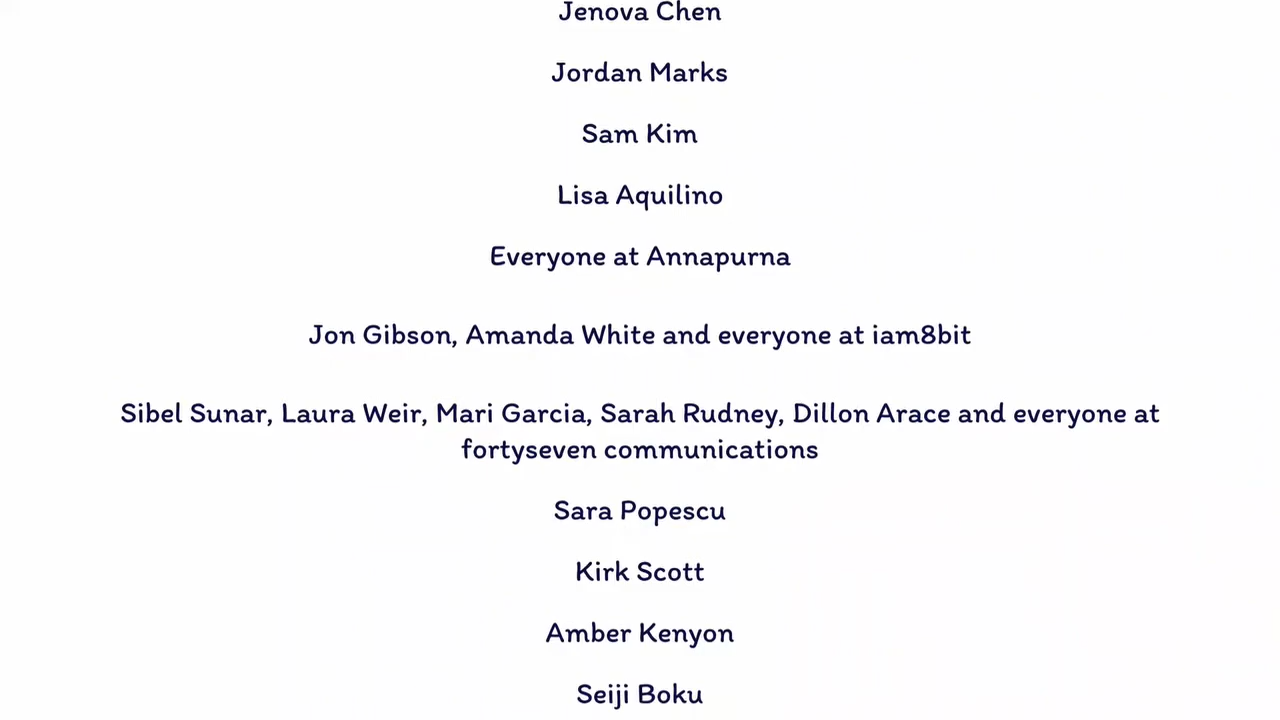 Jenova Chen
Jordan Marks
Sam Kim
Lisa Aquilino
Everyone at Annapurna
Jon Gibson, Amanda White and everyone at iam8bit
Sibel Sunar, Laura Weir, Mari Garcia, Sarah Rudney, Dillon Arace and everyone at
fortyseven communications
Sara Popescu
Kirk Scott
Amber Kenyon
Seiji Boku